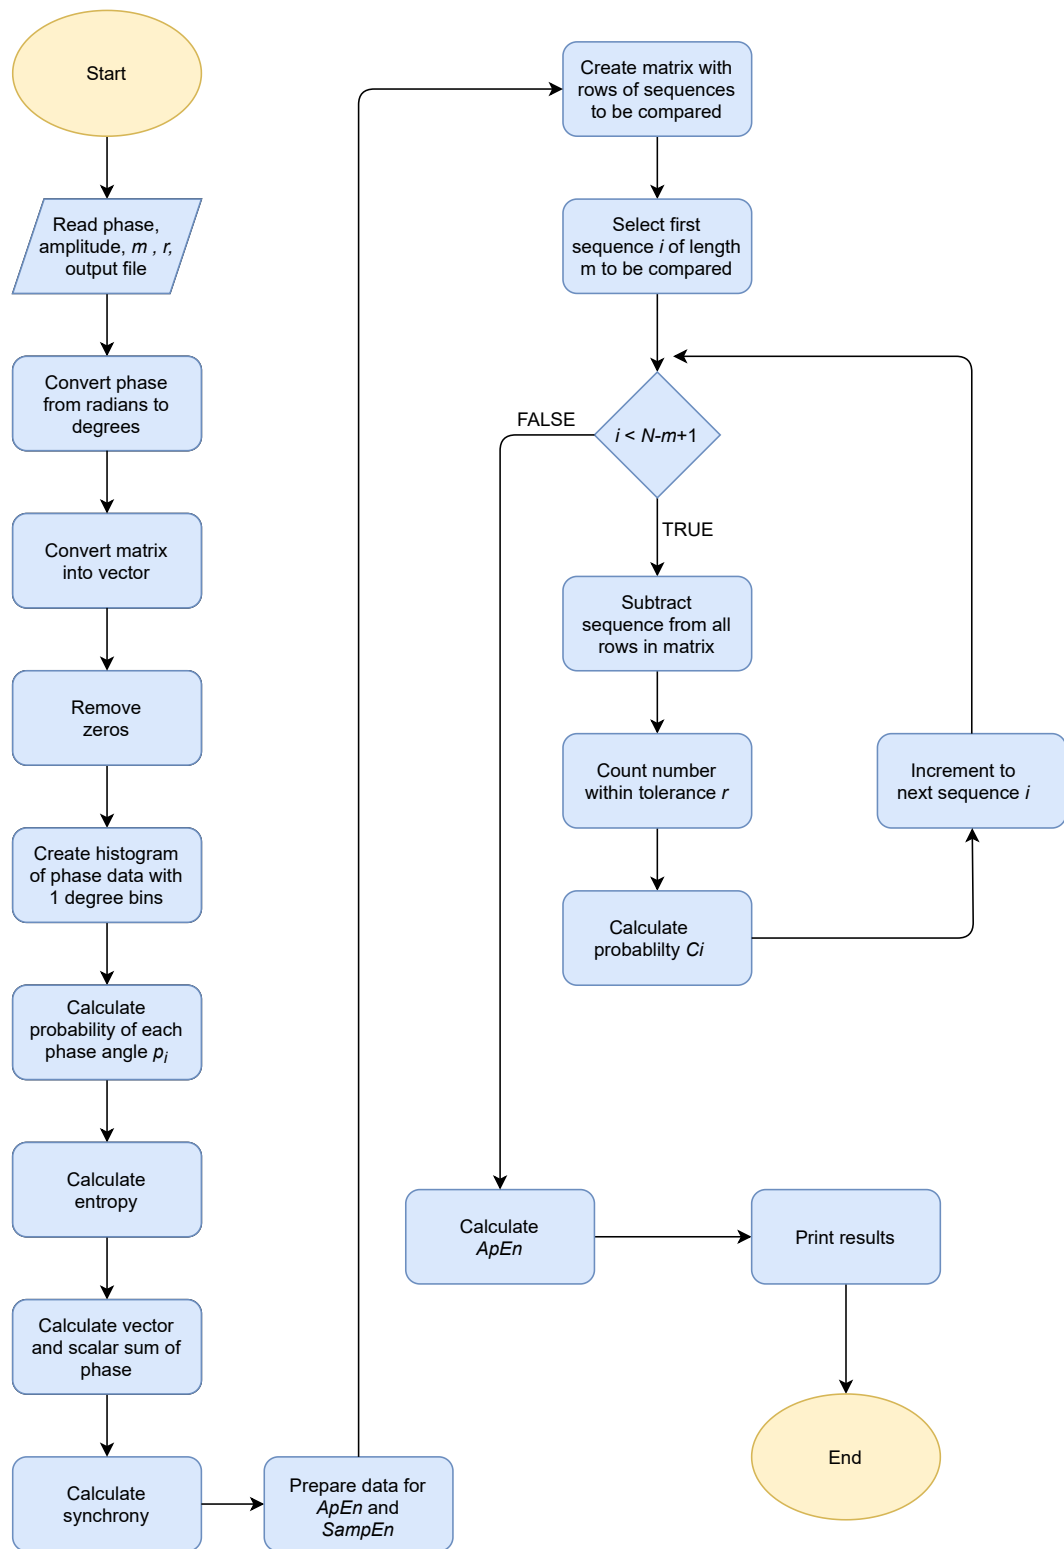 Start
Read phase,
amplitude, m , r,
output file
Convert phase
from radians to
degrees
Convert matrix
into vector
Remove
zeros
Create histogram
of phase data with
1 degree bins
Calculate
probability of each
phase angle pi
Calculate
entropy
Calculate vector
and scalar sum of
phase
Calculate
synchrony
Prepare data for
ApEn and
SampEn
Create matrix with
rows of sequences
to be compared
Select first
sequence i of length
m to be compared
i < N-m+1
FALSE
TRUE
Subtract
sequence from all
rows in matrix
Count number
within tolerance r
Calculate
probablilty Ci
Increment to
next sequence i
Calculate
ApEn
Print results
End